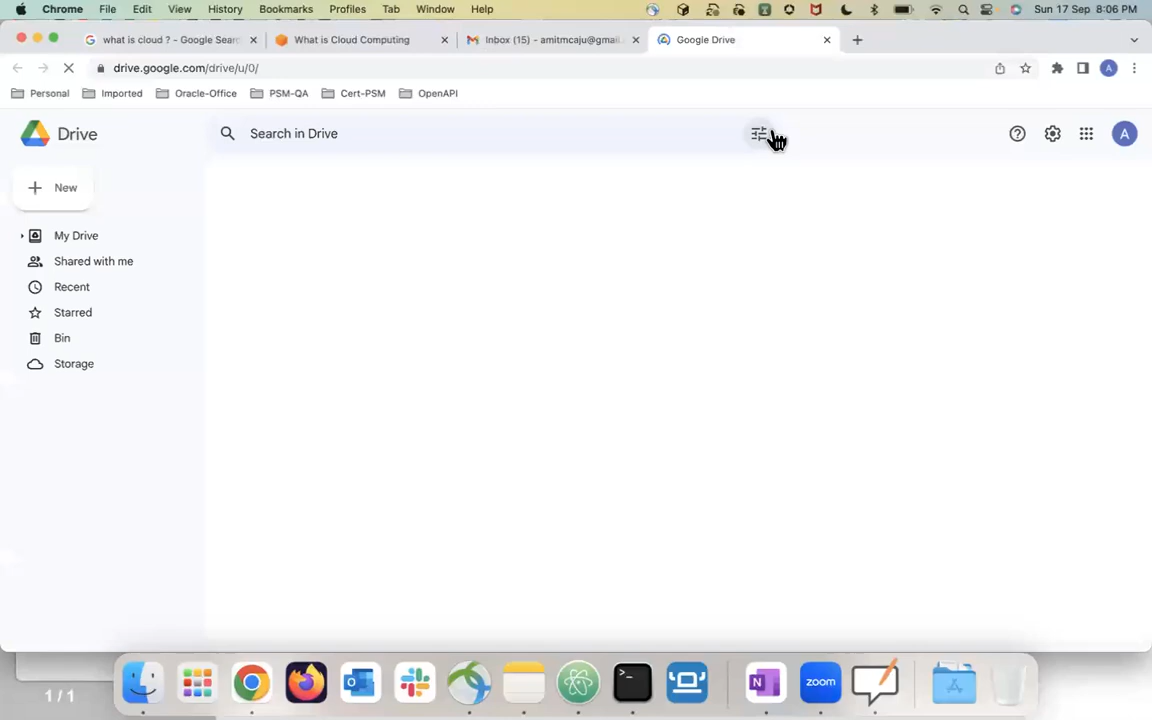 Chrome File Edit View History Bookmarks Profiles Tab Window Help Sun 17 Sep 8:06 PM
what is cloud ? - Google Sear What is Cloud Computing Inbox (15) - amitmcaju@gmail. Google Drive
drive.google.com/drive/u/0/ A
Personal Imported Oracle-Office PSM-QA Cert-PSM OpenAPI
Drive Search in Drive A
New
My Drive
Shared with me
Recent
Starred
Bin
Storage
zoom
1 / 1